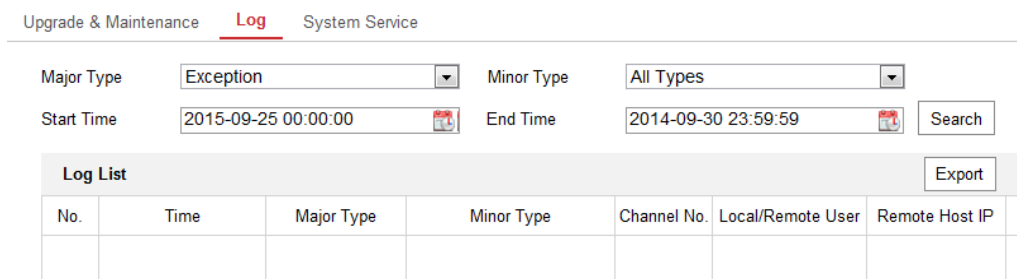 Upgrade & Maintenance Log System Service
Major Type Exception Minor Type All Types
Start Time 2015-09-25 00:00:00 End Time 2014-09-30 23:59:59 Search
Log List Export
No. Time Major Type Minor Type Channel No. Local/Remote User Remote Host IP